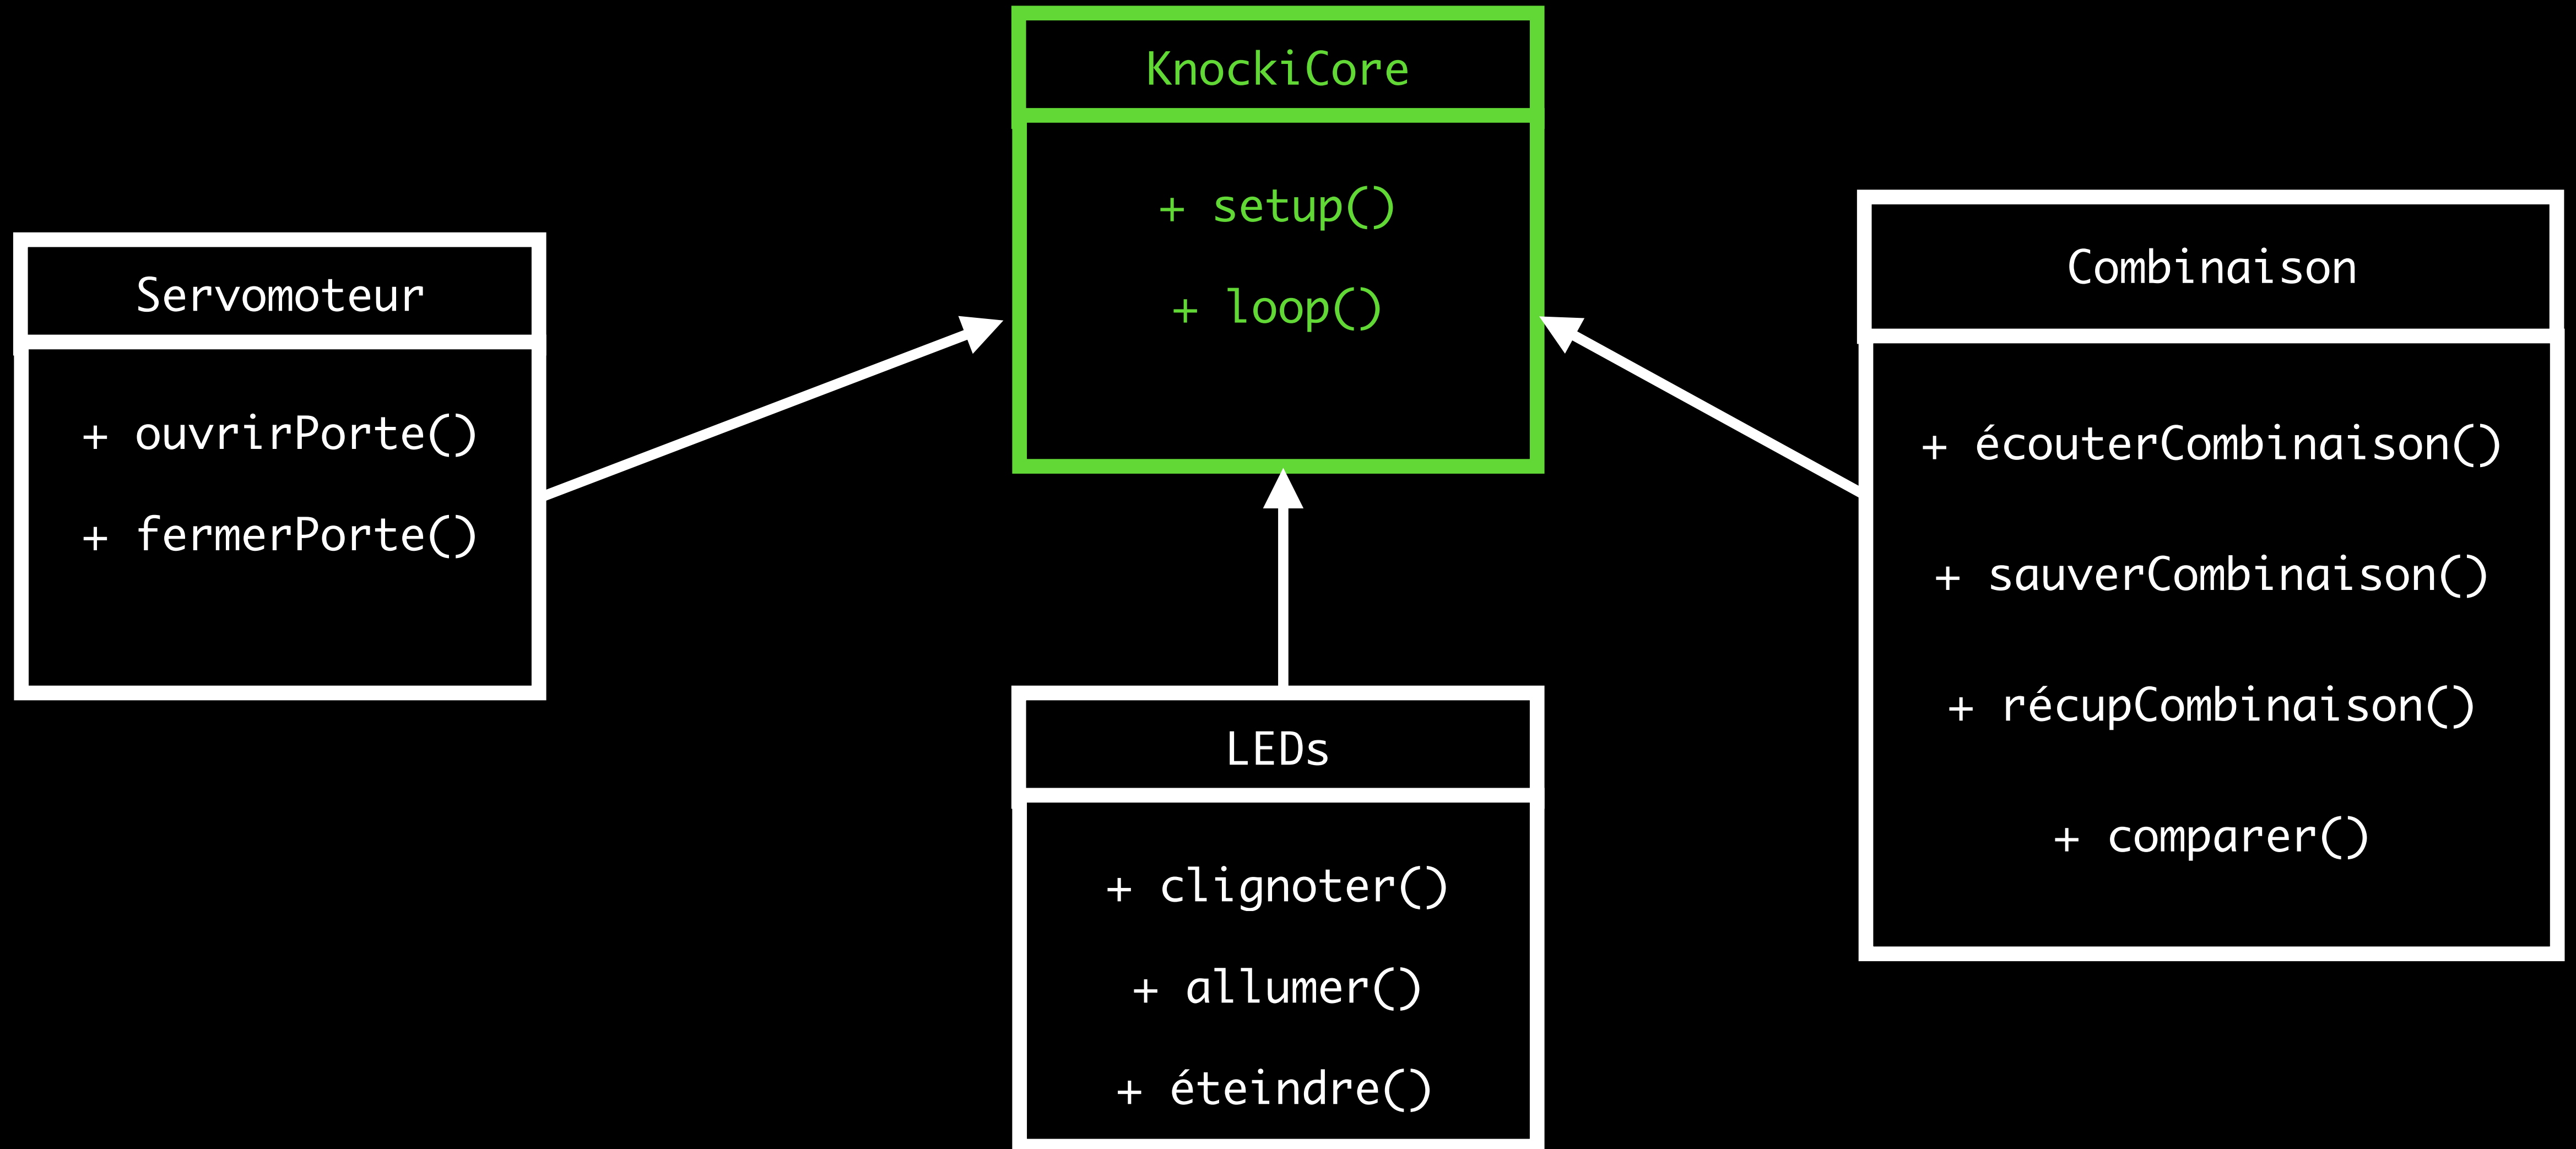 KnockiCore
+ setup()
+ loop()
Servomoteur
+ ouvrirPorte()
+ fermerPorte()
Combinaison
+ écouterCombinaison()
+ sauverCombinaison()
+ récupCombinaison()
+ comparer()
LEDs
+ clignoter()
+ allumer()
+ éteindre()